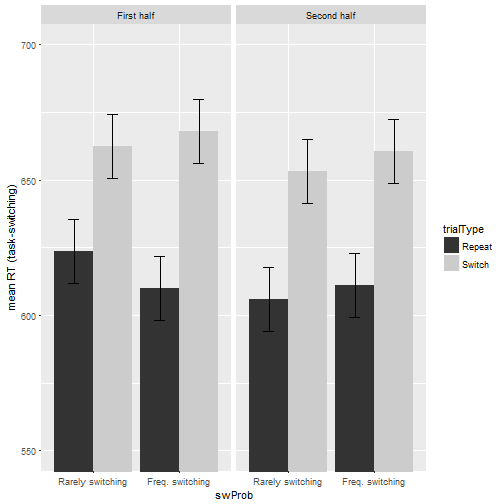 First half
Second half
700
650
600
550
mean RT (task-switching)
Rarely switching
Freq. switching
Rarely switching
Freq. switching
swProb
trialType
Repeat
Switch